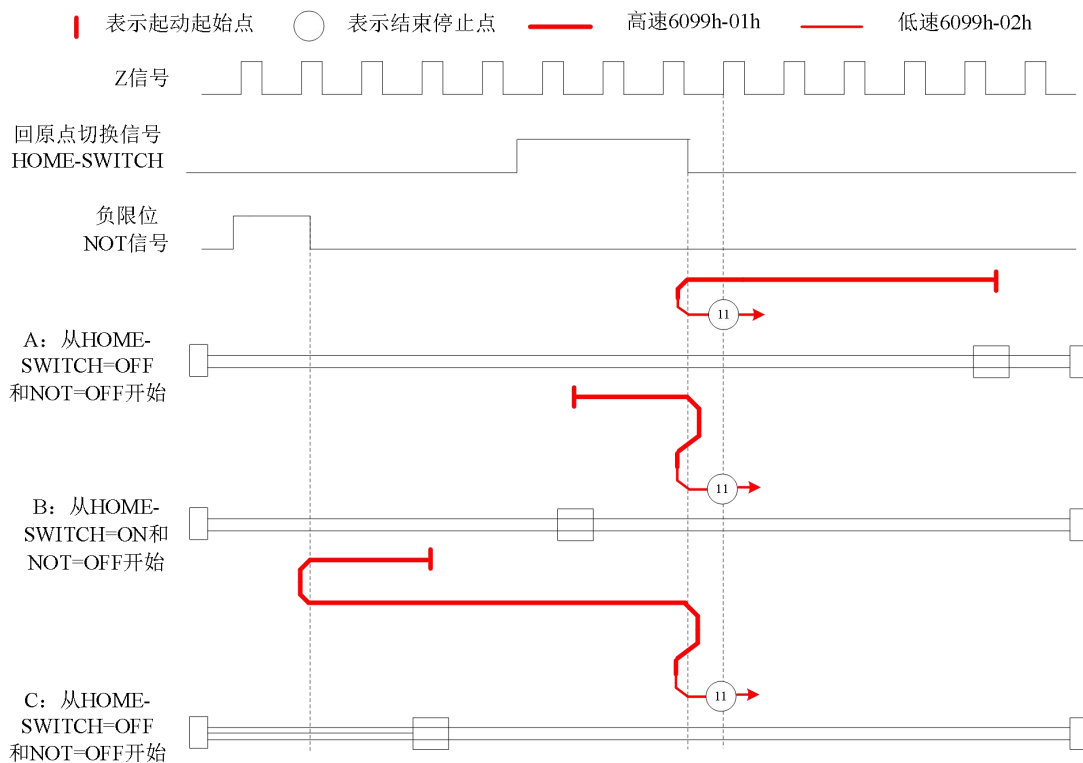 表示起动起始点 表示结束停止点 高速6099h-01h 低速6099h-02h
Z信号
回原点切换信号
HOME-SWITCH
负限位
NOT信号
11
A：从HOME-
SWITCH=OFF
和NOT=OFF开始
11
B：从HOME-
SWITCH=ON和
NOT=OFF开始
11
C：从HOME-
SWITCH=OFF
和NOT=OFF开始